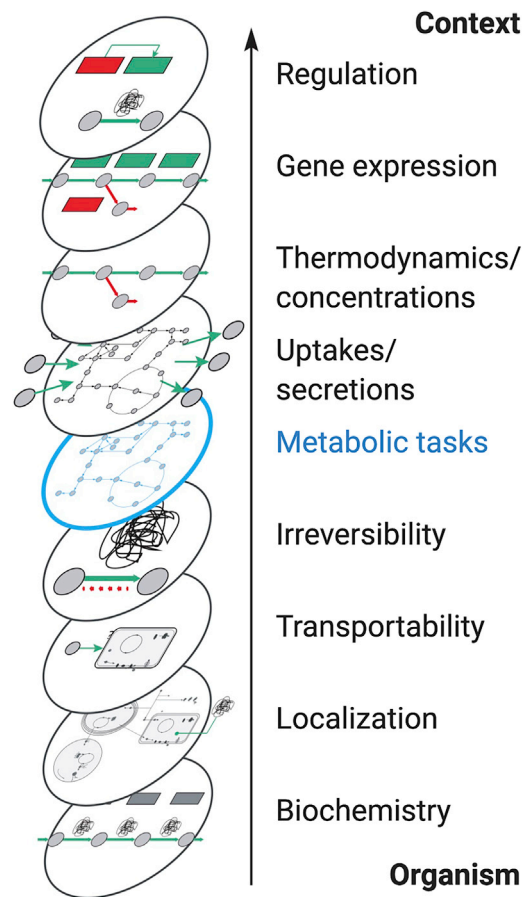 Context
Regulation
Gene expression
Thermodynamics/
concentrations
Uptakes/
secretions
Metabolic tasks
Irreversibility
Transportability
Localization
Biochemistry
Organism